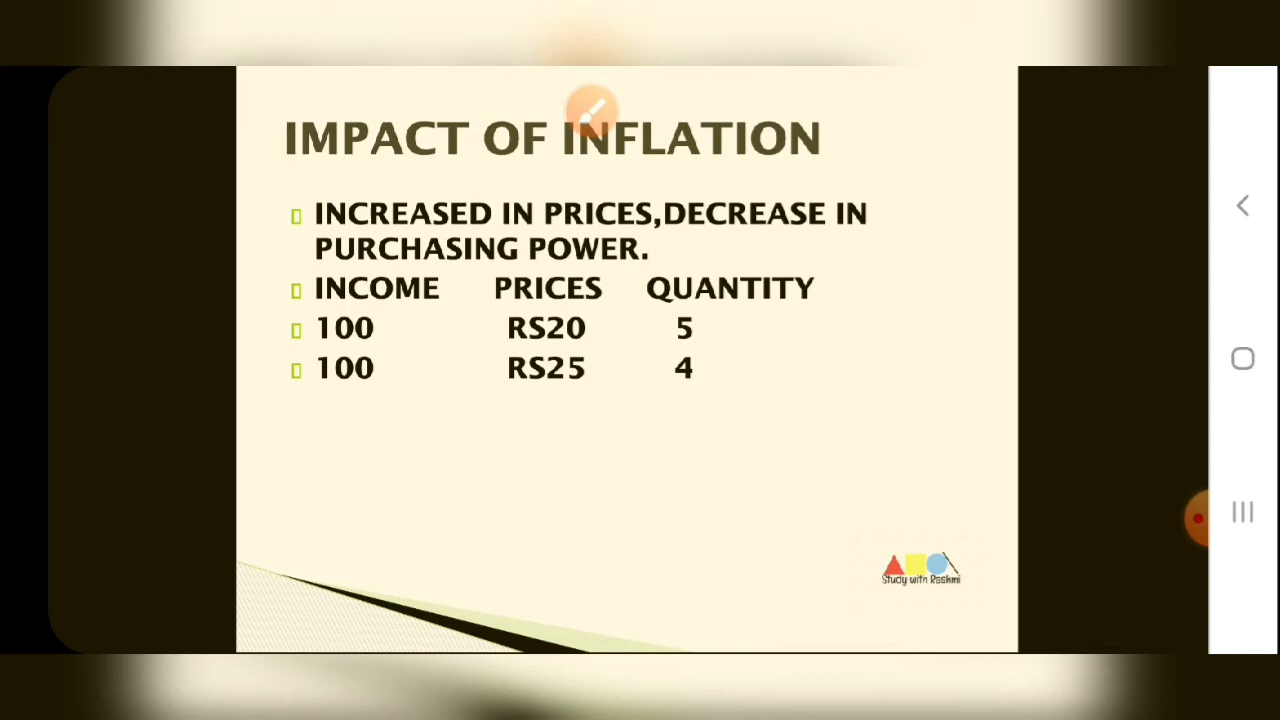 IMPACT OF INFLATION
INCREASED IN PRICES,DECREASE IN
PURCHASING POWER.
INCOME PRICES QUANTITY
100 RS20 5
100 RS25 4
Study with Rashmi